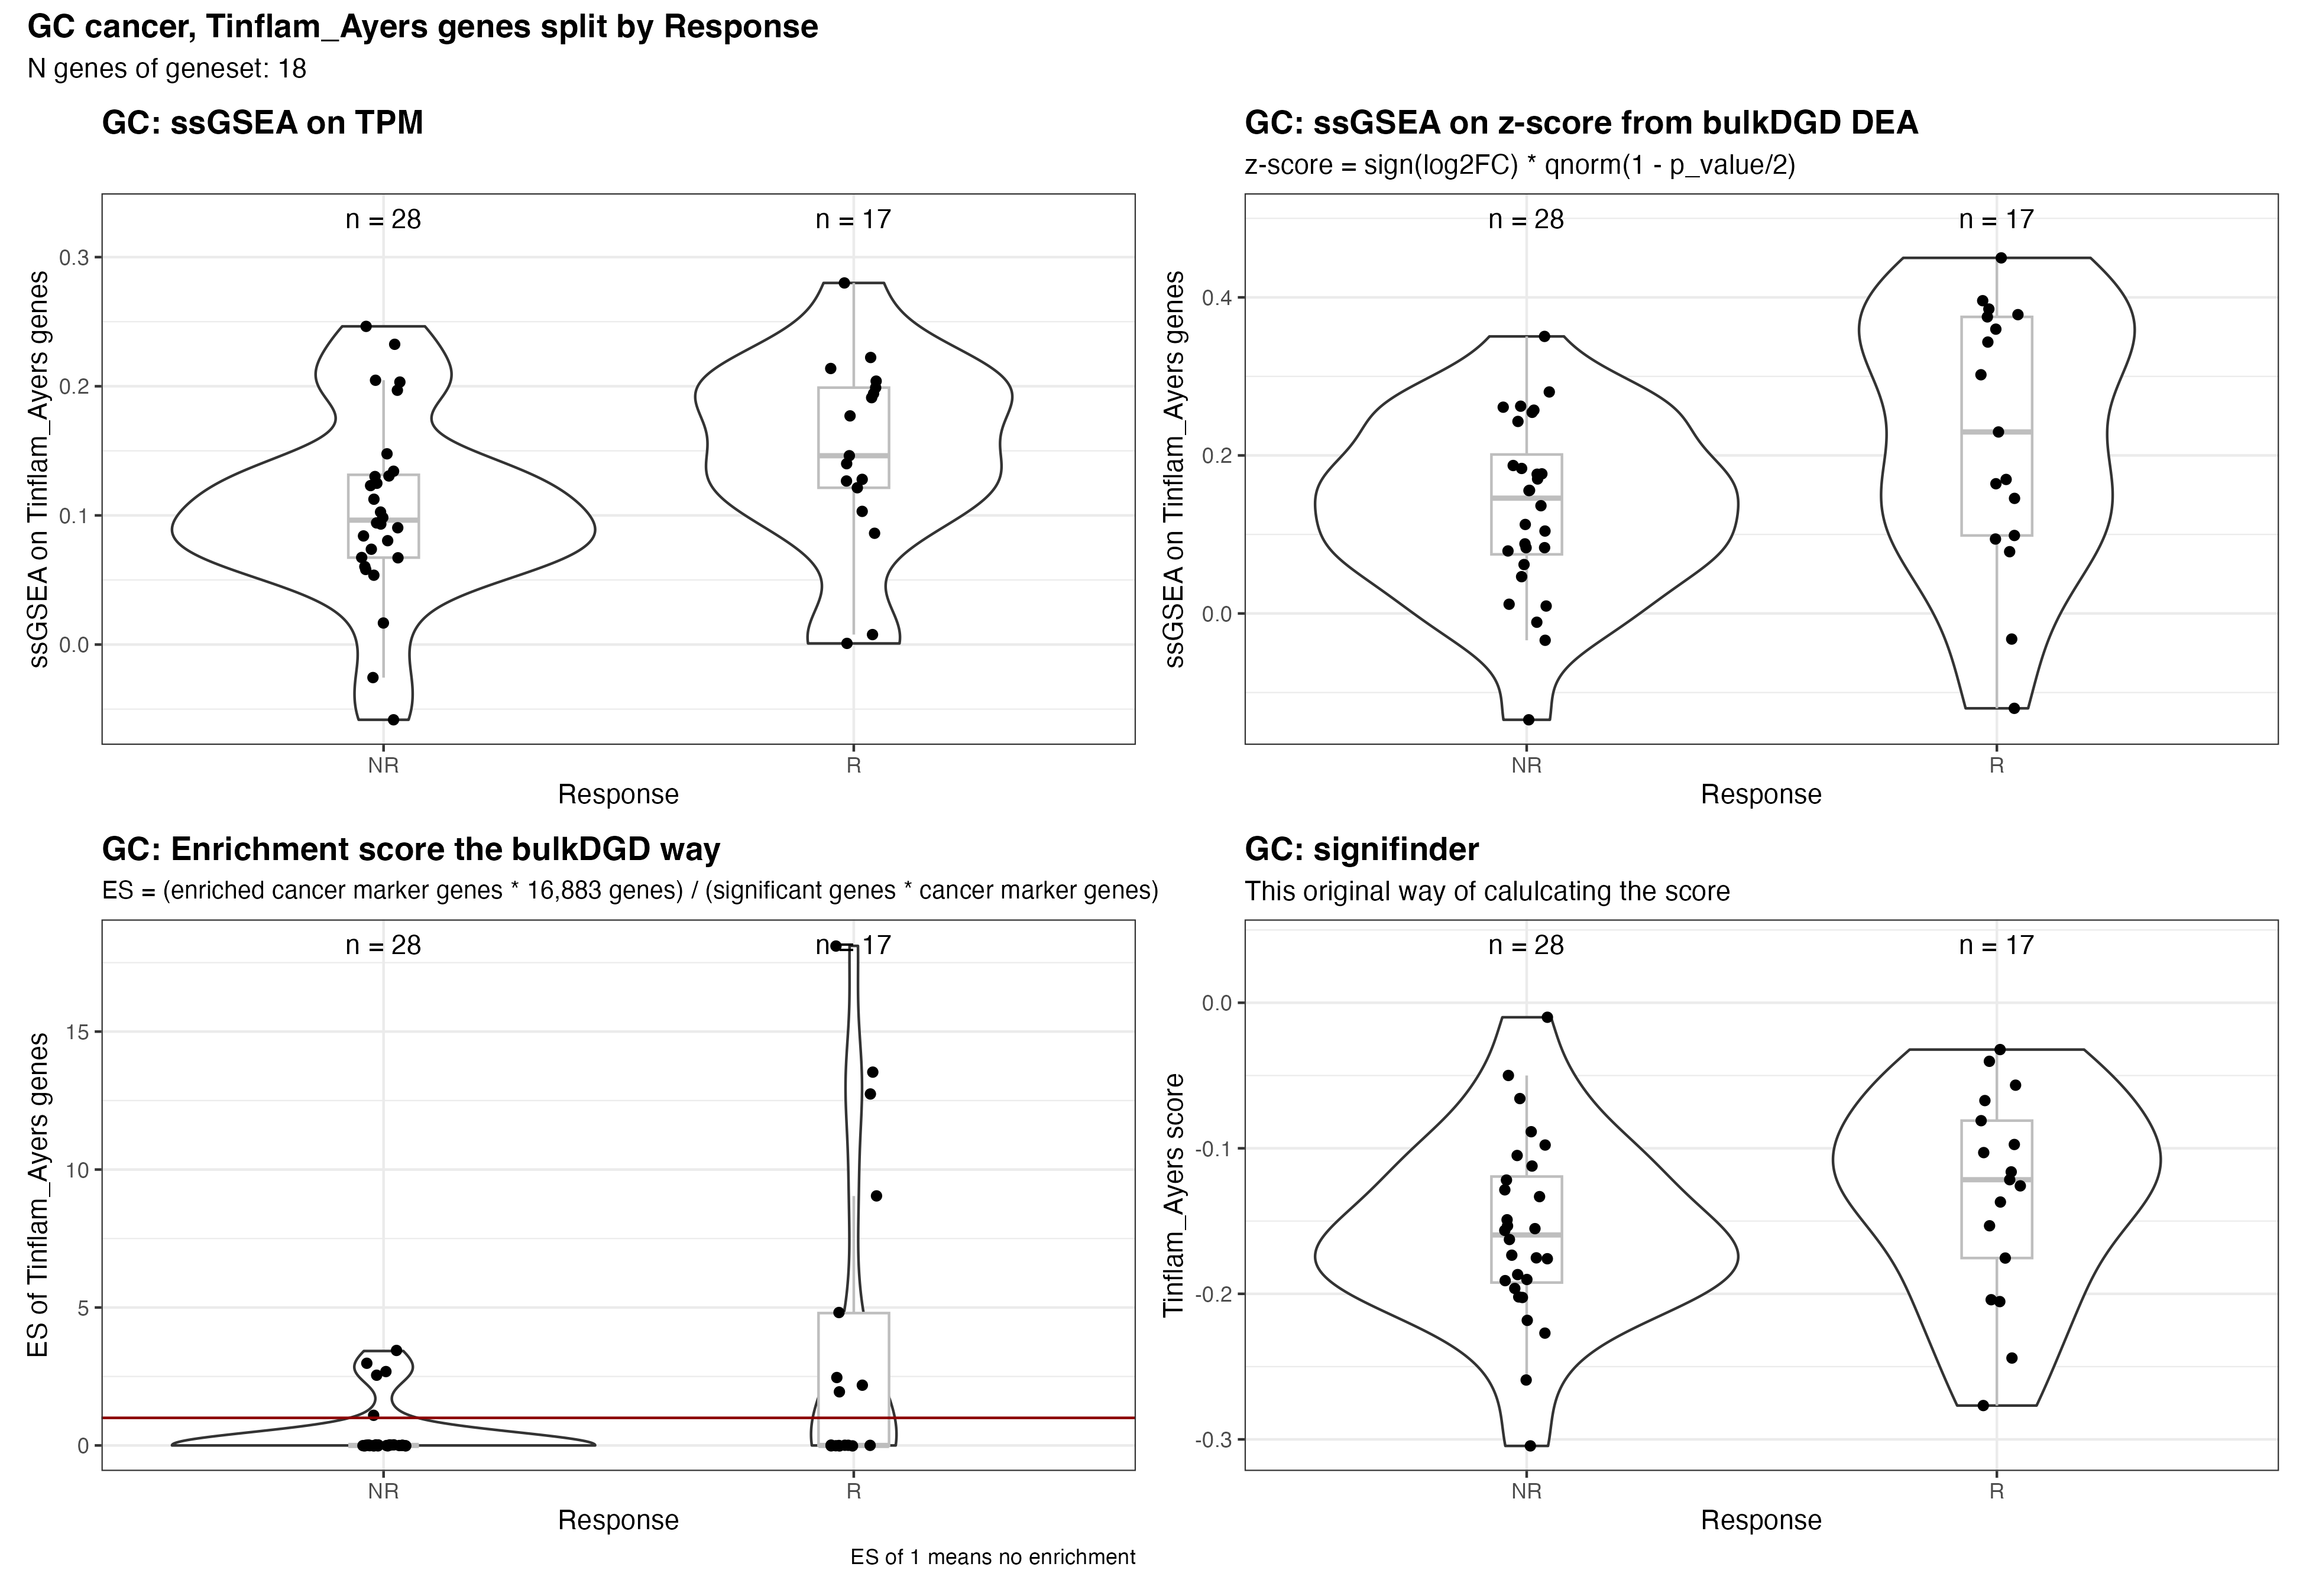 GC cancer, Tinflam_Ayers genes split by Response
N genes of geneset: 18
GC: ssGSEA on TPM
n = 28
n = 17
ssGSEA on Tinflam_Ayers genes
0.3
0.2
0.1
0.0
NR
R
Response
GC: ssGSEA on z-score from bulkDGD DEA
z-score = sign(log2FC) * qnorm(1 - p_value/2)
n = 28
n = 17
ssGSEA on Tinflam_Ayers genes
0.4
0.2
0.0
NR
R
Response
GC: Enrichment score the bulkDGD way
ES = (enriched cancer marker genes * 16,883 genes) / (significant genes * cancer marker genes)
n = 28
n = 17
ES of Tinflam_Ayers genes
15
10
5
0
NR
R
Response
ES of 1 means no enrichment
GC: signifinder
This original way of calulcating the score
n = 28
n = 17
Tinflam_Ayers score
0.0
-0.1
-0.2
-0.3
NR
R
Response